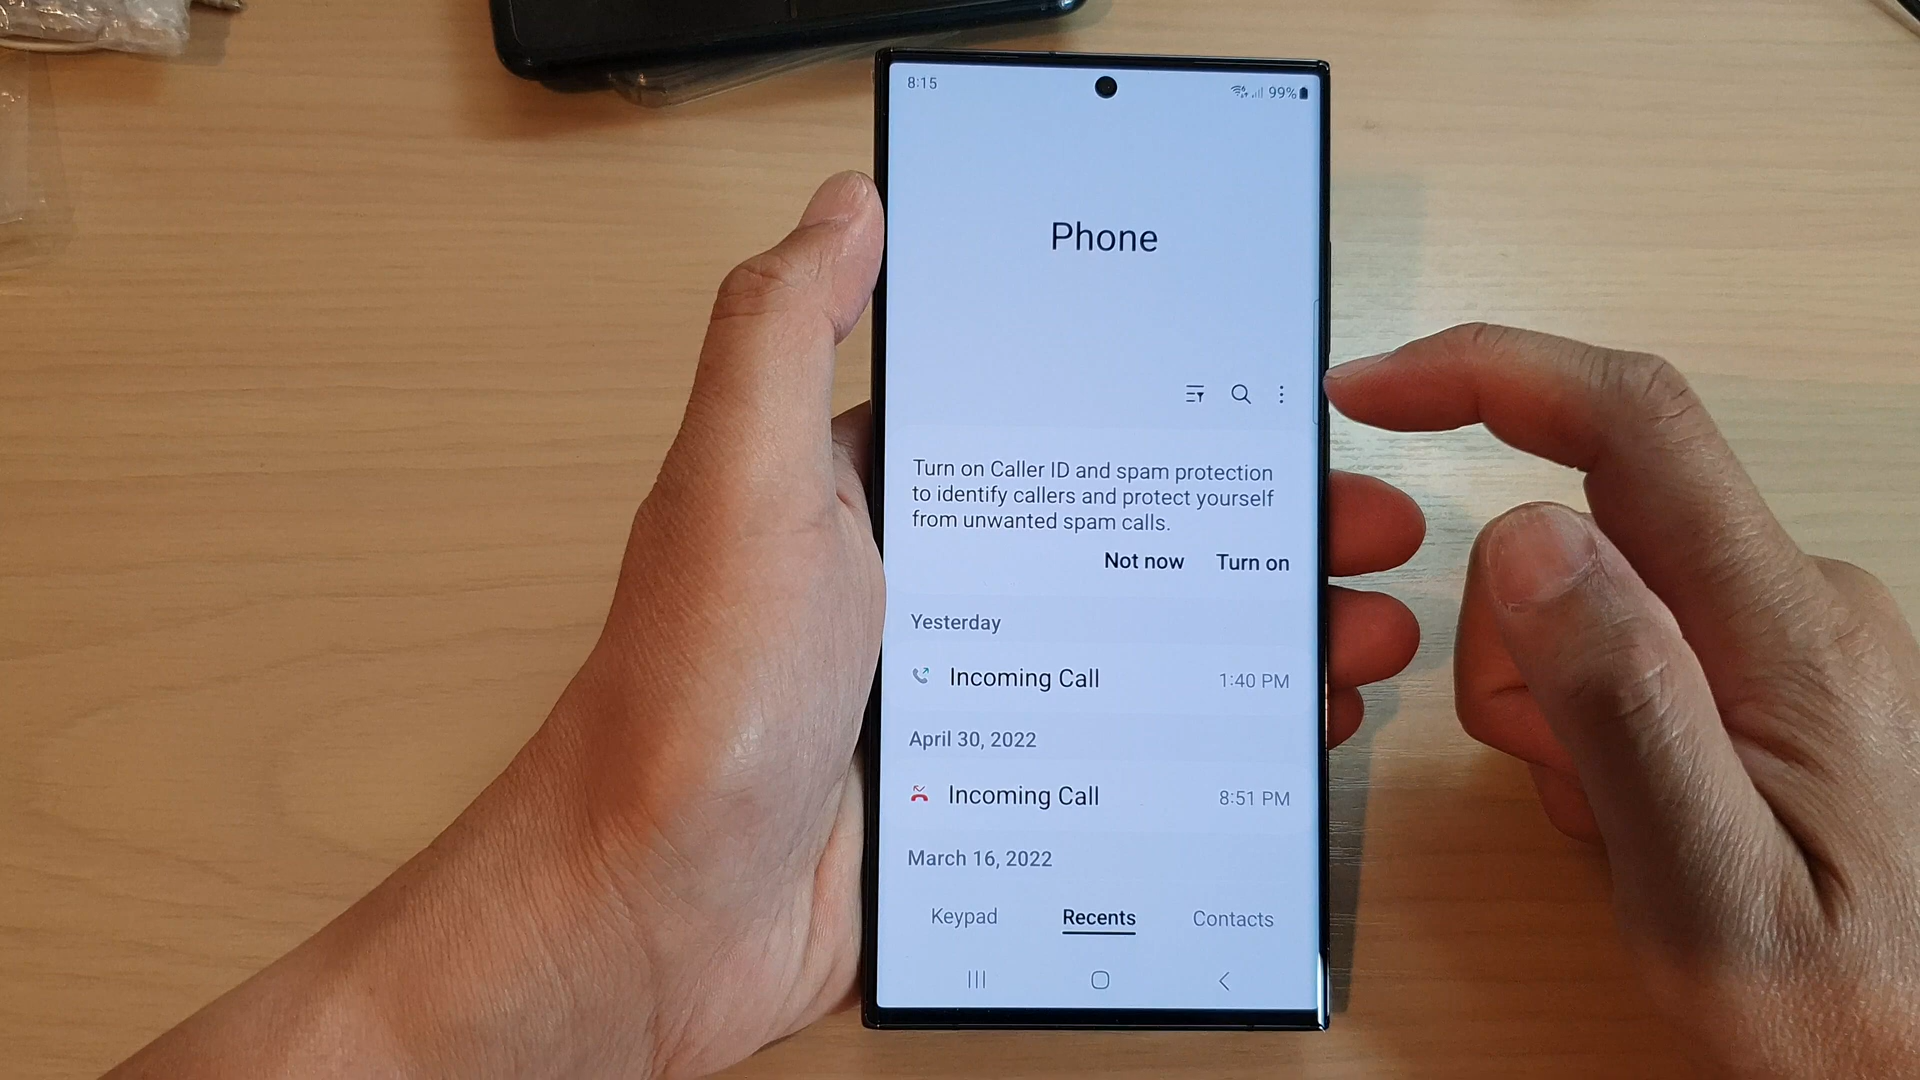 8:15
99%
Phone
Turn on Caller ID and spam protection
to identify callers and protect yourself
from unwanted spam calls.
Not now Turn on
Yesterday
Incoming Call 1:40 PM
April 30, 2022
Incoming Call 8:51 PM
March 16, 2022
Keypad Recents Contacts